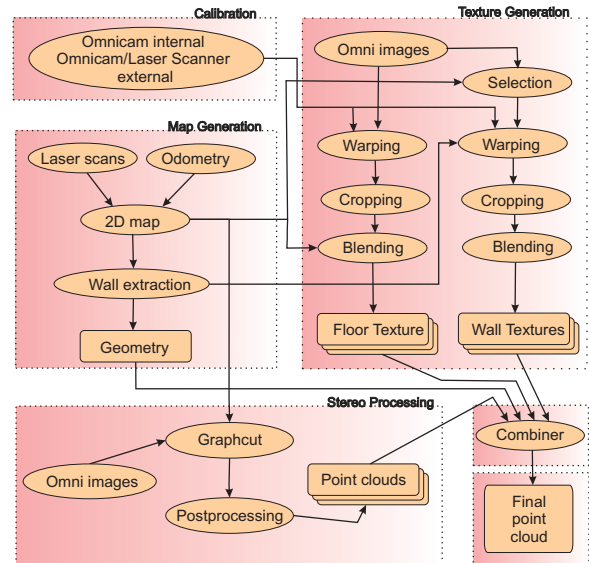 Calibration
Omnicam internal
Omnicam/Laser Scanner
external
Texture Generation
Omni images
Selection
Warping
Warping
Cropping
Cropping
Blending
Blending
Floor Texture
Wall Textures
Map Generation
Laser scans
Odometry
2D map
Wall extraction
Geometry
Stereo Processing
Graphcut
Omni images
Postprocessing
Point clouds
Combiner
Final
point
cloud